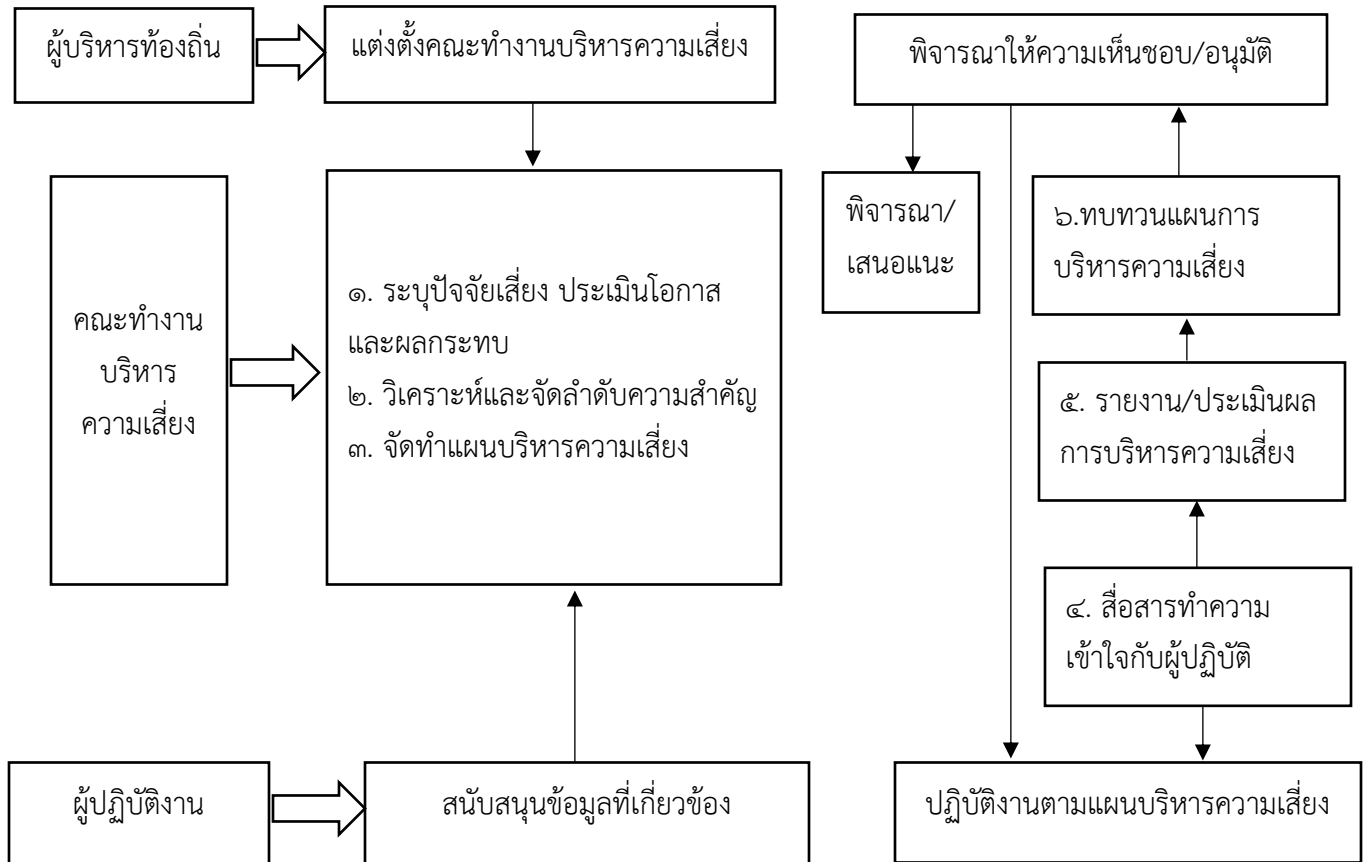 ผู้บริหารท้องถิ่น
แต่งตั้งคณะทำงานบริหารความเสี่ยง
พิจารณาให้ความเห็นชอบ/อนุมัติ
คณะทำงาน
บริหาร
ความเสี่ยง
๑. ระบุปัจจัยเสี่ยง ประเมินโอกาส
และผลกระทบ
๒. วิเคราะห์และจัดลำดับความสำคัญ
๓. จัดทำแผนบริหารความเสี่ยง
พิจารณา/
เสนอแนะ
๖.ทบทวนแผนการ
บริหารความเสี่ยง
๕. รายงาน/ประเมินผล
การบริหารความเสี่ยง
๔. สื่อสารทำความ
เข้าใจกับผู้ปฏิบัติ
ผู้ปฏิบัติงาน
สนับสนุนข้อมูลที่เกี่ยวข้อง
ปฏิบัติงานตามแผนบริหารความเสี่ยง